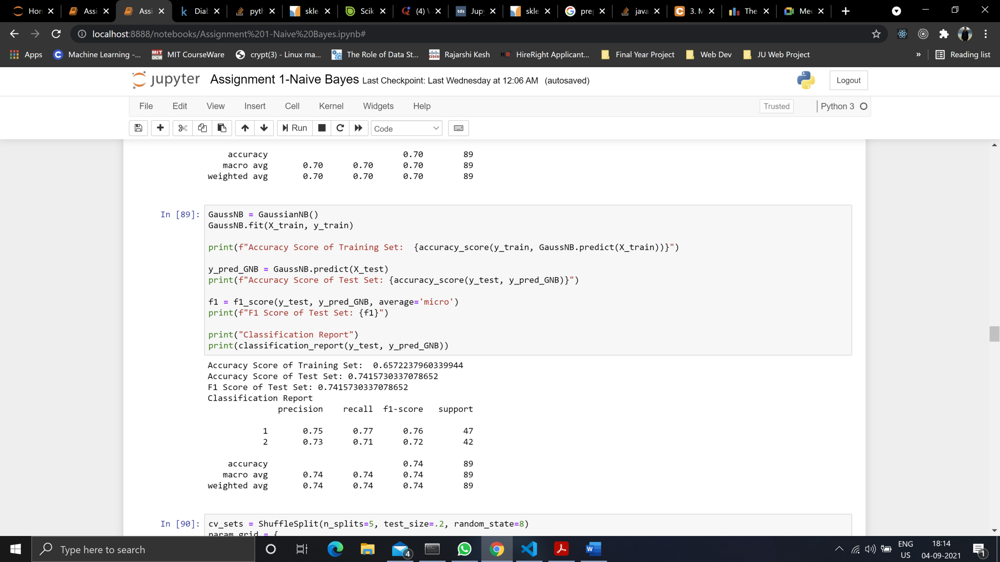 Hon Assi Assi Dial pyth skle Scik (4) V Jupy skle prep java 3. M The Mee
localhost:8888/notebooks/Assignment%201-Naive%20Bayes.ipynb#
Apps Machine Learning -... MIT CourseWare crypt(3) - Linux ma... The Role of Data St... Rajarshi Kesh HireRight Applicant... Final Year Project Web Dev JU Web Project » Reading list
jupyter Assignment 1-Naive Bayes Last Checkpoint: Last Wednesday at 12:06 AM (autosaved) Logout
File Edit View Insert Cell Kernel Widgets Help Trusted Python 3
Run Code
accuracy 0.70 89
macro avg 0.70 0.70 0.70 89
weighted avg 0.70 0.70 0.70 89
In [89]: GaussNB = GaussianNB()
GaussNB.fit(X_train, y_train)
print(f"Accuracy Score of Training Set:  {accuracy_score(y_train, GaussNB.predict(X_train))}")
y_pred_GNB = GaussNB.predict(X_test)
print(f"Accuracy Score of Test Set: {accuracy_score(y_test, y_pred_GNB)}")
f1 = f1_score(y_test, y_pred_GNB, average='micro')
print(f"F1 Score of Test Set: {f1}")
print("Classification Report")
print(classification_report(y_test, y_pred_GNB))
Accuracy Score of Training Set:  0.6572237960339944
Accuracy Score of Test Set: 0.7415730337078652
F1 Score of Test Set: 0.7415730337078652
Classification Report
precision recall f1-score support
1 0.75 0.77 0.76 47
2 0.73 0.71 0.72 42
accuracy 0.74 89
macro avg 0.74 0.74 0.74 89
weighted avg 0.74 0.74 0.74 89
In [90]: cv_sets = ShuffleSplit(n_splits=5, test_size=.2, random_state=8)
param_grid = {
Type here to search 4 ENG 18:14
US 04-09-2021 1